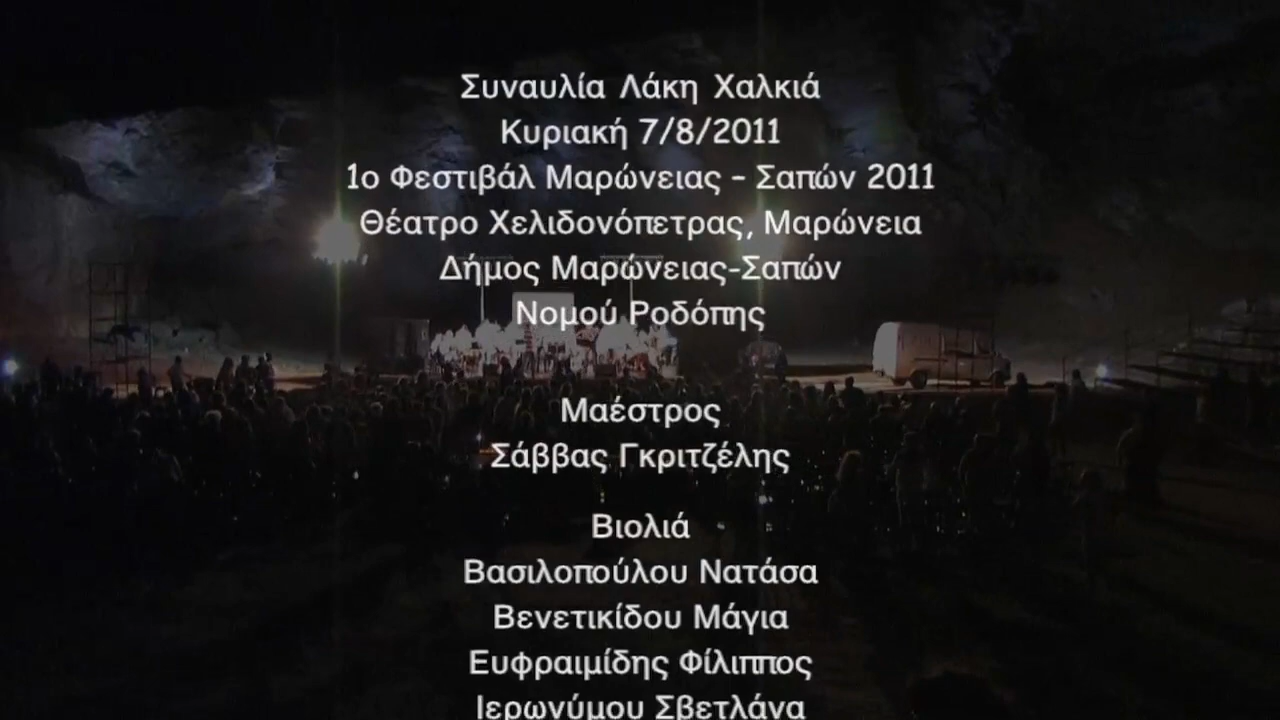 Συναυλία Λάκη Χαλκιά
Κυριακή 7/8/2011
1ο Φεστιβάλ Μαρώνειας - Σαπών 2011
Θέατρο Χελιδονόπετρας, Μαρώνεια
Δήμος Μαρώνειας-Σαπών
Νομού Ροδόπης
Μαέστρος
Σάββας Γκριτζέλης
Βιολιά
Βασιλοπούλου Νατάσα
Βενετικίδου Μάγια
Ευφραιμίδης Φίλιππος
Ιερωνύμου Σβετλάνα